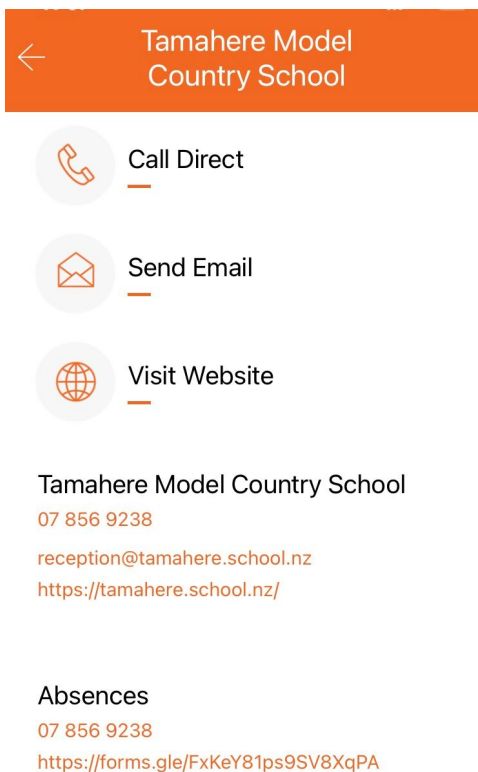 Tamahere Model
Country School
Call Direct
Send Email
Visit Website
Tamahere Model Country School
07 856 9238
reception@tamahere.school.nz
https://tamahere.school.nz/
Absences
07 856 9238
https://forms.gle/FxKeY81ps9SV8XqPA